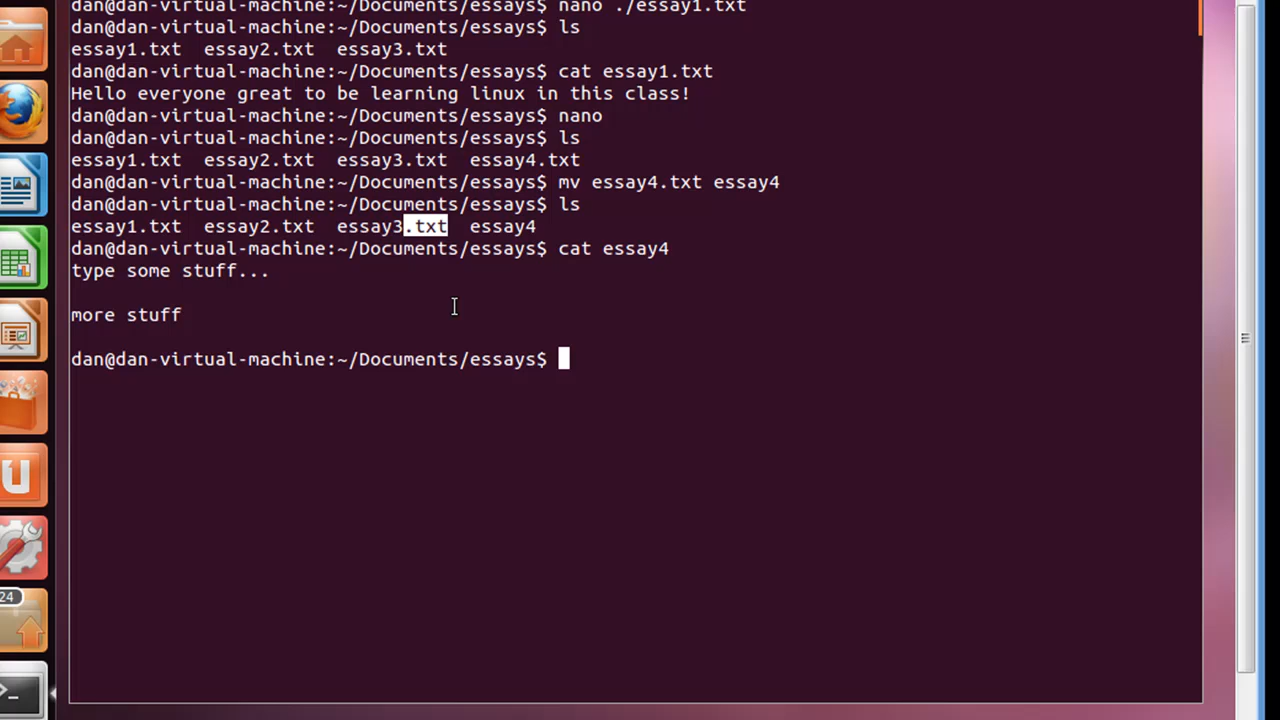 dan@dan-virtual-machine:~/Documents/essays$ nano ./essay1.txt
dan@dan-virtual-machine:~/Documents/essays$ ls
essay1.txt  essay2.txt  essay3.txt
dan@dan-virtual-machine:~/Documents/essays$ cat essay1.txt
Hello everyone great to be learning linux in this class!
dan@dan-virtual-machine:~/Documents/essays$ nano
dan@dan-virtual-machine:~/Documents/essays$ ls
essay1.txt  essay2.txt  essay3.txt  essay4.txt
dan@dan-virtual-machine:~/Documents/essays$ mv essay4.txt essay4
dan@dan-virtual-machine:~/Documents/essays$ ls
essay1.txt  essay2.txt  essay3.txt  essay4
dan@dan-virtual-machine:~/Documents/essays$ cat essay4
type some stuff...
more stuff
dan@dan-virtual-machine:~/Documents/essays$
24